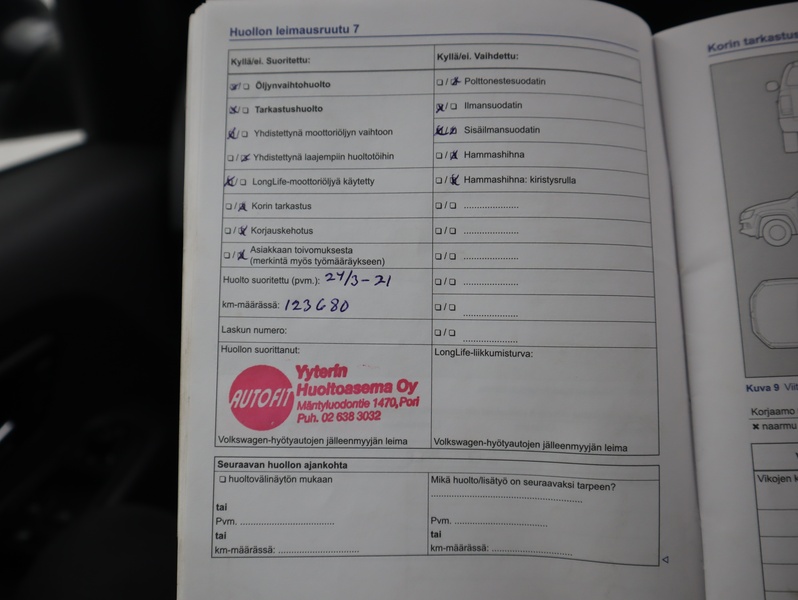 Huollon leimausruutu 7
Kyllä/ei. Suoritettu:
Kyllä/ei. Vaihdettu:
Öljynvaihtohuolto
Polttonestesuodatin
Tarkastushuolto
Ilmansuodatin
Yhdistettynä moottoriöljyn vaihtoon
Sisäilmansuodatin
Yhdistettynä laajempiin huoltotöihin
Hammashihna
LongLife-moottoriöljyä käytetty
Hammashihna: kiristysrulla
Korin tarkastus
Korjauskehotus
Asiakkaan toivomuksesta
(merkintä myös työmääräykseen)
Huolto suoritettu (pvm.): 24/3-21
km-määrässä: 123680
Laskun numero:
Huollon suorittanut:
LongLife-liikkumisturva:
AUTOFIT
Yyterin
Huoltoasema Oy
Mäntyluodontie 1470, Pori
Puh. 02 638 3032
Volkswagen-hyötyautojen jälleenmyyjän leima
Volkswagen-hyötyautojen jälleenmyyjän leima
Seuraavan huollon ajankohta
huoltovälinäytön mukaan
Mikä huolto/lisätyö on seuraavaksi tarpeen?
tai
Pvm.
Pvm.
tai
tai
km-määrässä:
km-määrässä:
Korin tarkastus
Kuva 9
Korjaamo
× naarmu